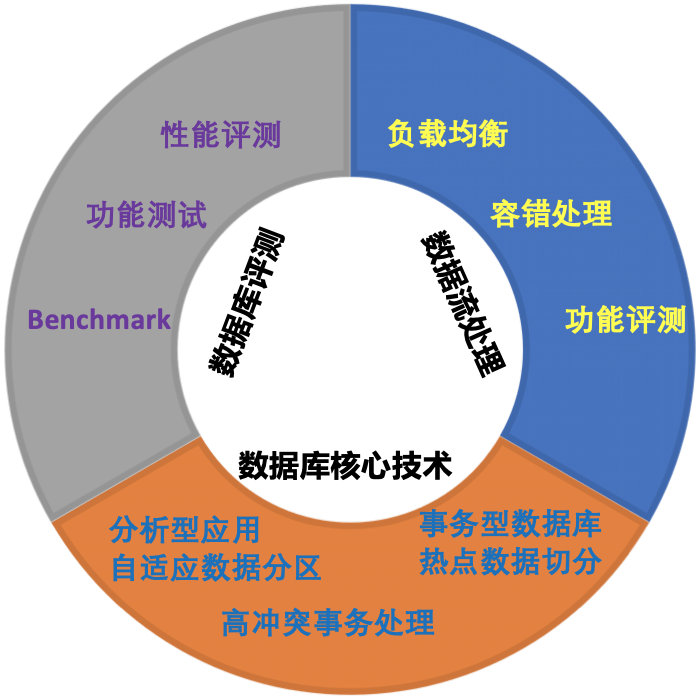 性能评测
功能测试
Benchmark
数据库评测
负载均衡
容错处理
功能评测
数据流处理
数据库核心技术
分析型应用
自适应数据分区
事务型数据库
热点数据切分
高冲突事务处理